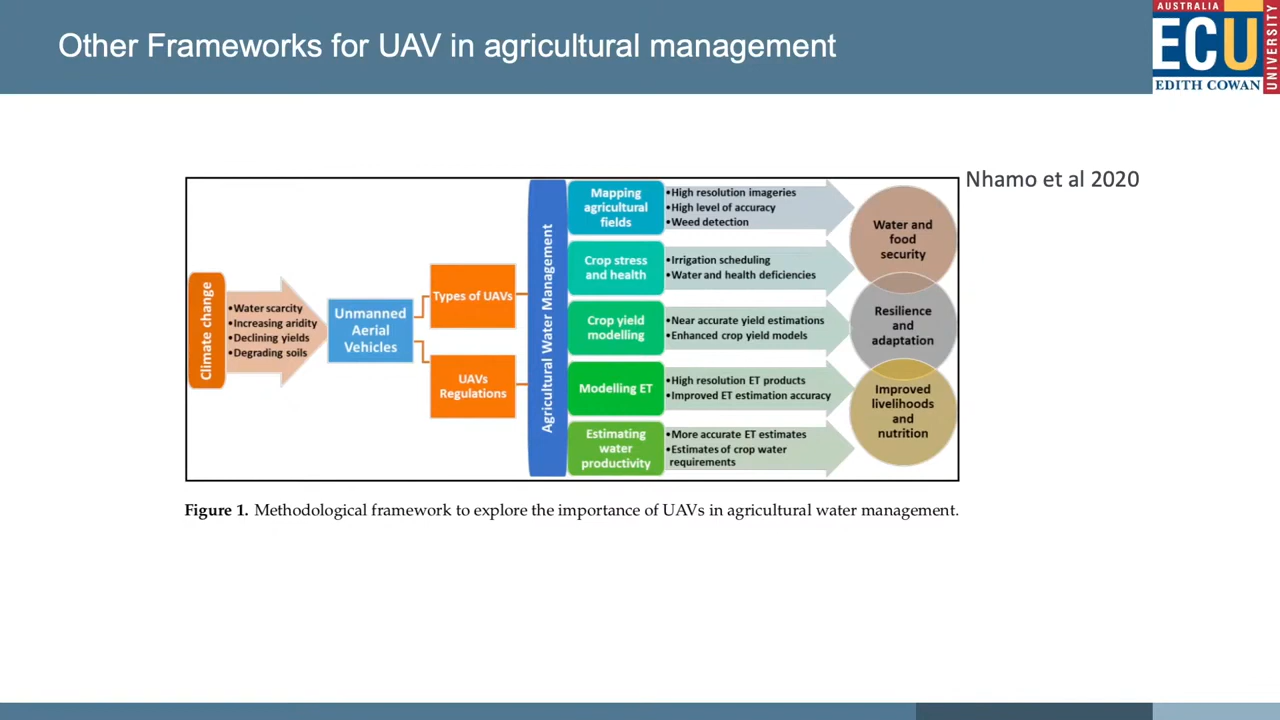 Other Frameworks for UAV in agricultural management
AUSTRALIA
ECU
EDITH COWAN
UNIVERSITY
Nhamo et al 2020
Climate change
•Water scarcity
•Increasing aridity
•Declining yields
•Degrading soils
Unmanned
Aerial
Vehicles
Types of UAVs
UAVs
Regulations
Agricultural Water Management
Mapping
agricultural
fields
•High resolution imageries
•High level of accuracy
•Weed detection
Crop stress
and health
•Irrigation scheduling
•Water and health deficiencies
Crop yield
modelling
•Near accurate yield estimations
•Enhanced crop yield models
Modelling ET
•High resolution ET products
•Improved ET estimation accuracy
Estimating
water
productivity
•More accurate ET estimates
•Estimates of crop water
requirements
Water and
food
security
Resilience
and
adaptation
Improved
livelihoods
and
nutrition
Figure 1. Methodological framework to explore the importance of UAVs in agricultural water management.